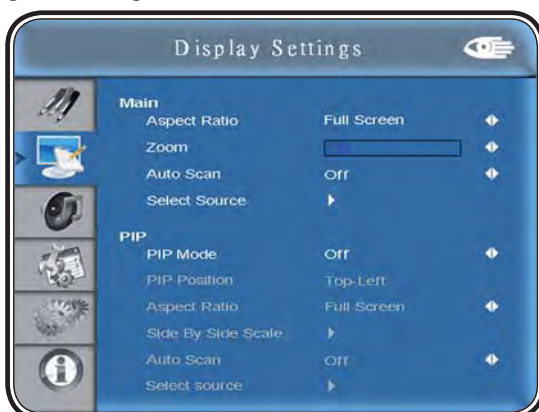 Display Settings
Main
Aspect Ratio Full Screen
Zoom
Auto Scan Off
Select Source
PIP
PIP Mode Off
PIP Position Top-Left
Aspect Ratio Full Screen
Side By Side Scale
Auto Scan Off
Select source